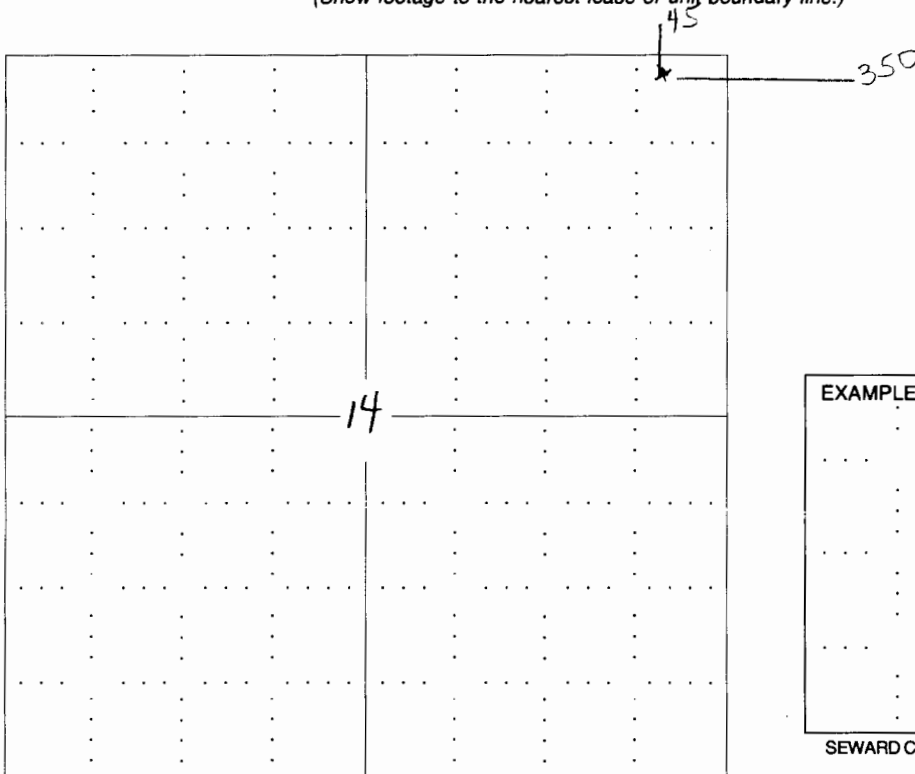 (Show footage to the nearest lease or unit boundary line.)
45
350
14
EXAMPLE
SEWARD C